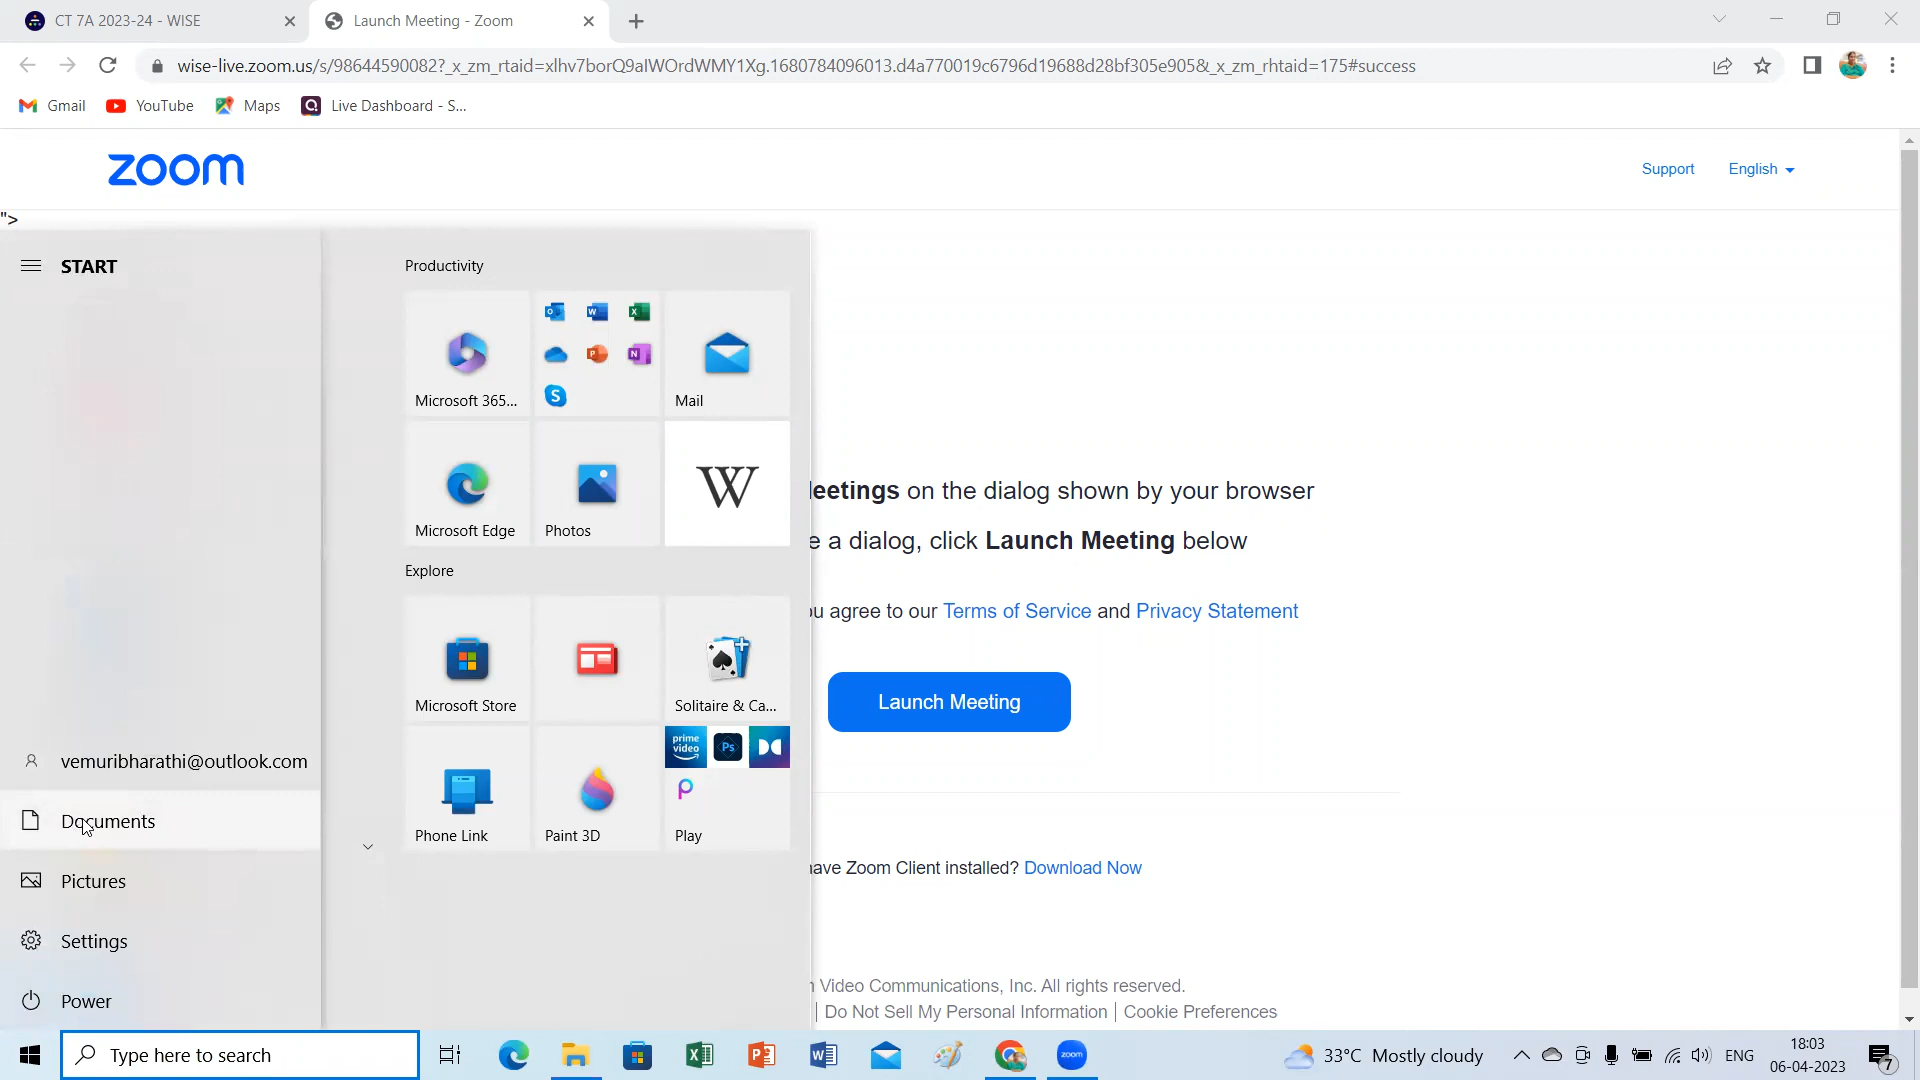 CT 7A 2023-24 - WISE
Launch Meeting - Zoom
wise-live.zoom.us/s/98644590082?_x_zm_rtaid=xlhv7borQ9aIWOrdWMY1Xg.1680784096013.d4a770019c6796d19688d28bf305e905&_x_zm_rhtaid=175#success
Gmail
YouTube
Maps
Live Dashboard - S...
zoom
Support
English
">
START
Productivity
Microsoft 365...
Mail
Microsoft Edge
Photos
W
eetings on the dialog shown by your browser
e a dialog, click Launch Meeting below
Explore
u agree to our Terms of Service and Privacy Statement
Microsoft Store
Solitaire & Ca...
Launch Meeting
prime video
Ps
vemuribharathi@outlook.com
Documents
Phone Link
Paint 3D
Play
ave Zoom Client installed? Download Now
Pictures
Settings
Power
Video Communications, Inc. All rights reserved.
Do Not Sell My Personal Information
Cookie Preferences
Type here to search
zoom
33°C Mostly cloudy
ENG
18:03
06-04-2023
7